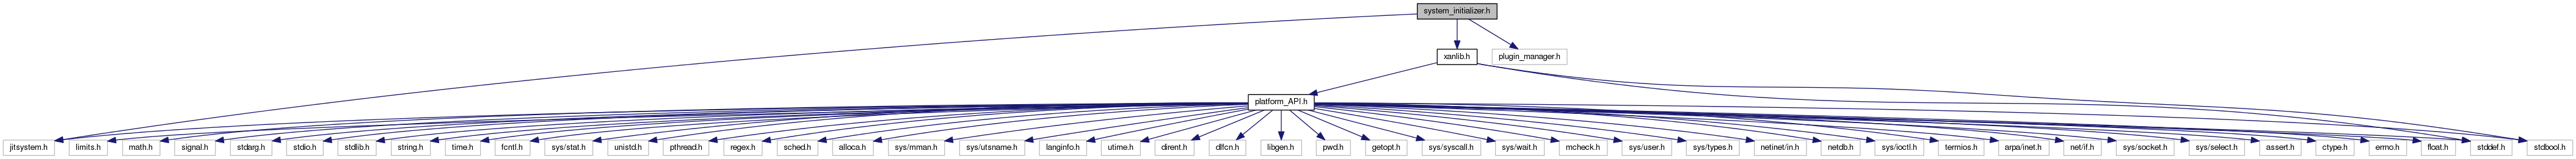 system_initializer.h
xanlib.h
plugin_manager.h
platform_API.h
jitsystem.h
limits.h
math.h
signal.h
stdarg.h
stdio.h
stdlib.h
string.h
time.h
fcntl.h
sys/stat.h
unistd.h
pthread.h
regex.h
sched.h
alloca.h
sys/mman.h
sys/utsname.h
langinfo.h
utime.h
dirent.h
dlfcn.h
libgen.h
pwd.h
getopt.h
sys/syscall.h
sys/wait.h
mcheck.h
sys/user.h
sys/types.h
netinet/in.h
netdb.h
sys/ioctl.h
termios.h
arpa/inet.h
net/if.h
sys/socket.h
sys/select.h
assert.h
ctype.h
errno.h
float.h
stddef.h
stdbool.h